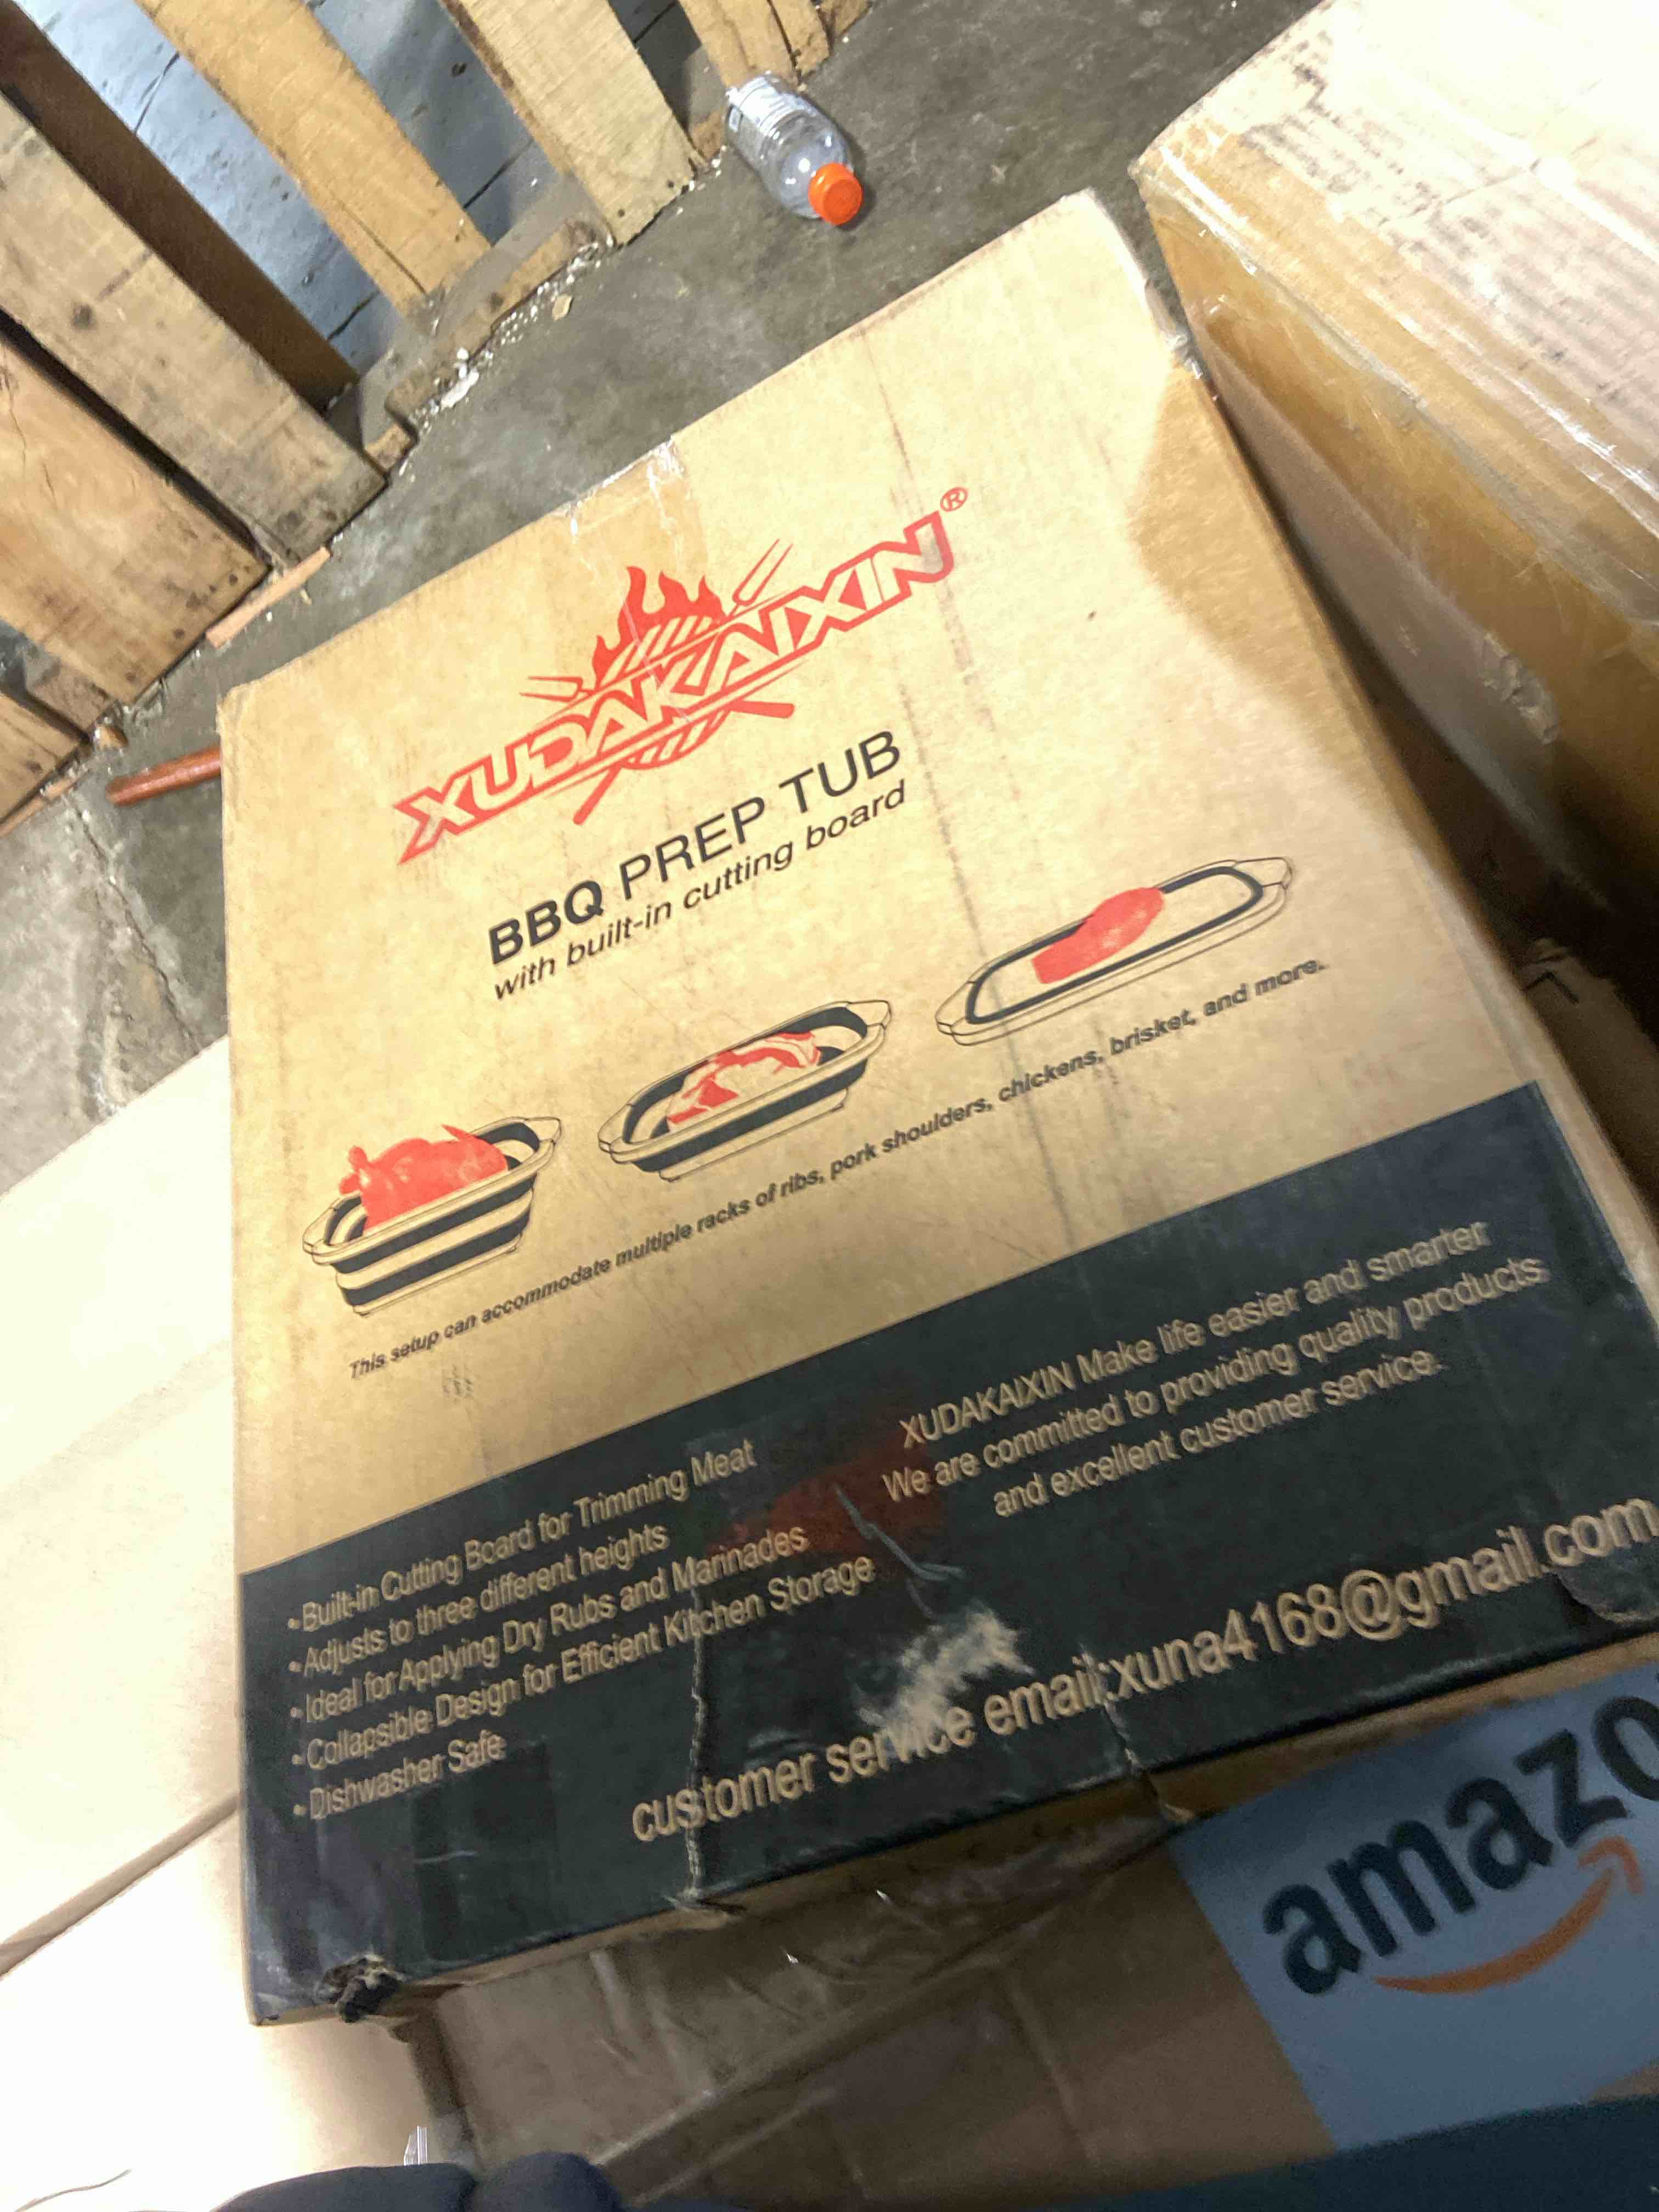 XUDAKAIXIN®
BBQ PREP TUB
with built-in cutting board
This setup can accommodate multiple racks of ribs, pork shoulders, chickens, brisket, and more.
• Built-in Cutting Board for Trimming Meat
• Adjusts to three different heights
• Ideal for Applying Dry Rubs and Marinades
• Collapsible Design for Efficient Kitchen Storage
• Dishwasher Safe
XUDAKAIXIN Make life easier and smarter
We are committed to providing quality products
and excellent customer service.
customer service email:xuna4168@gmail.com
amazo